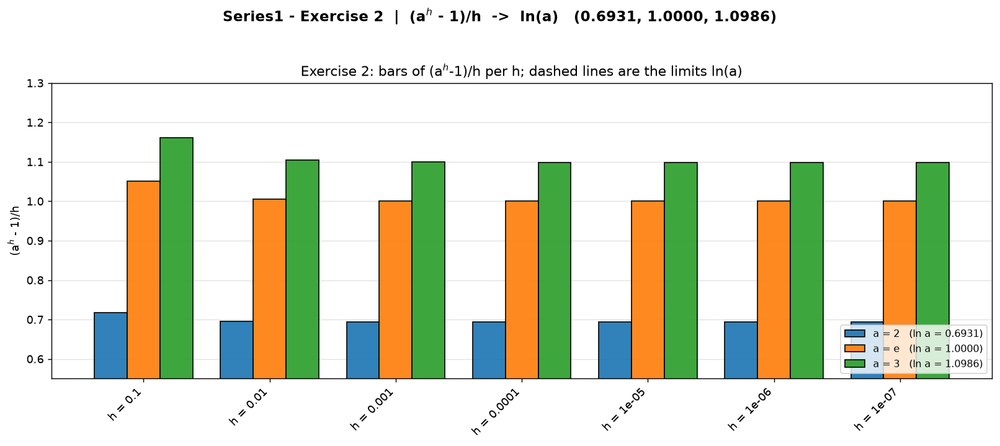 Series1 - Exercise 2 | (a^h - 1)/h -> ln(a) (0.6931, 1.0000, 1.0986)
Exercise 2: bars of (a^h-1)/h per h; dashed lines are the limits ln(a)
(a^h - 1)/h
1.3
1.2
1.1
1.0
0.9
0.8
0.7
0.6
a = 2 (ln a = 0.6931)
a = e (ln a = 1.0000)
a = 3 (ln a = 1.0986)
h = 0.1
h = 0.01
h = 0.001
h = 0.0001
h = 1e-05
h = 1e-06
h = 1e-07